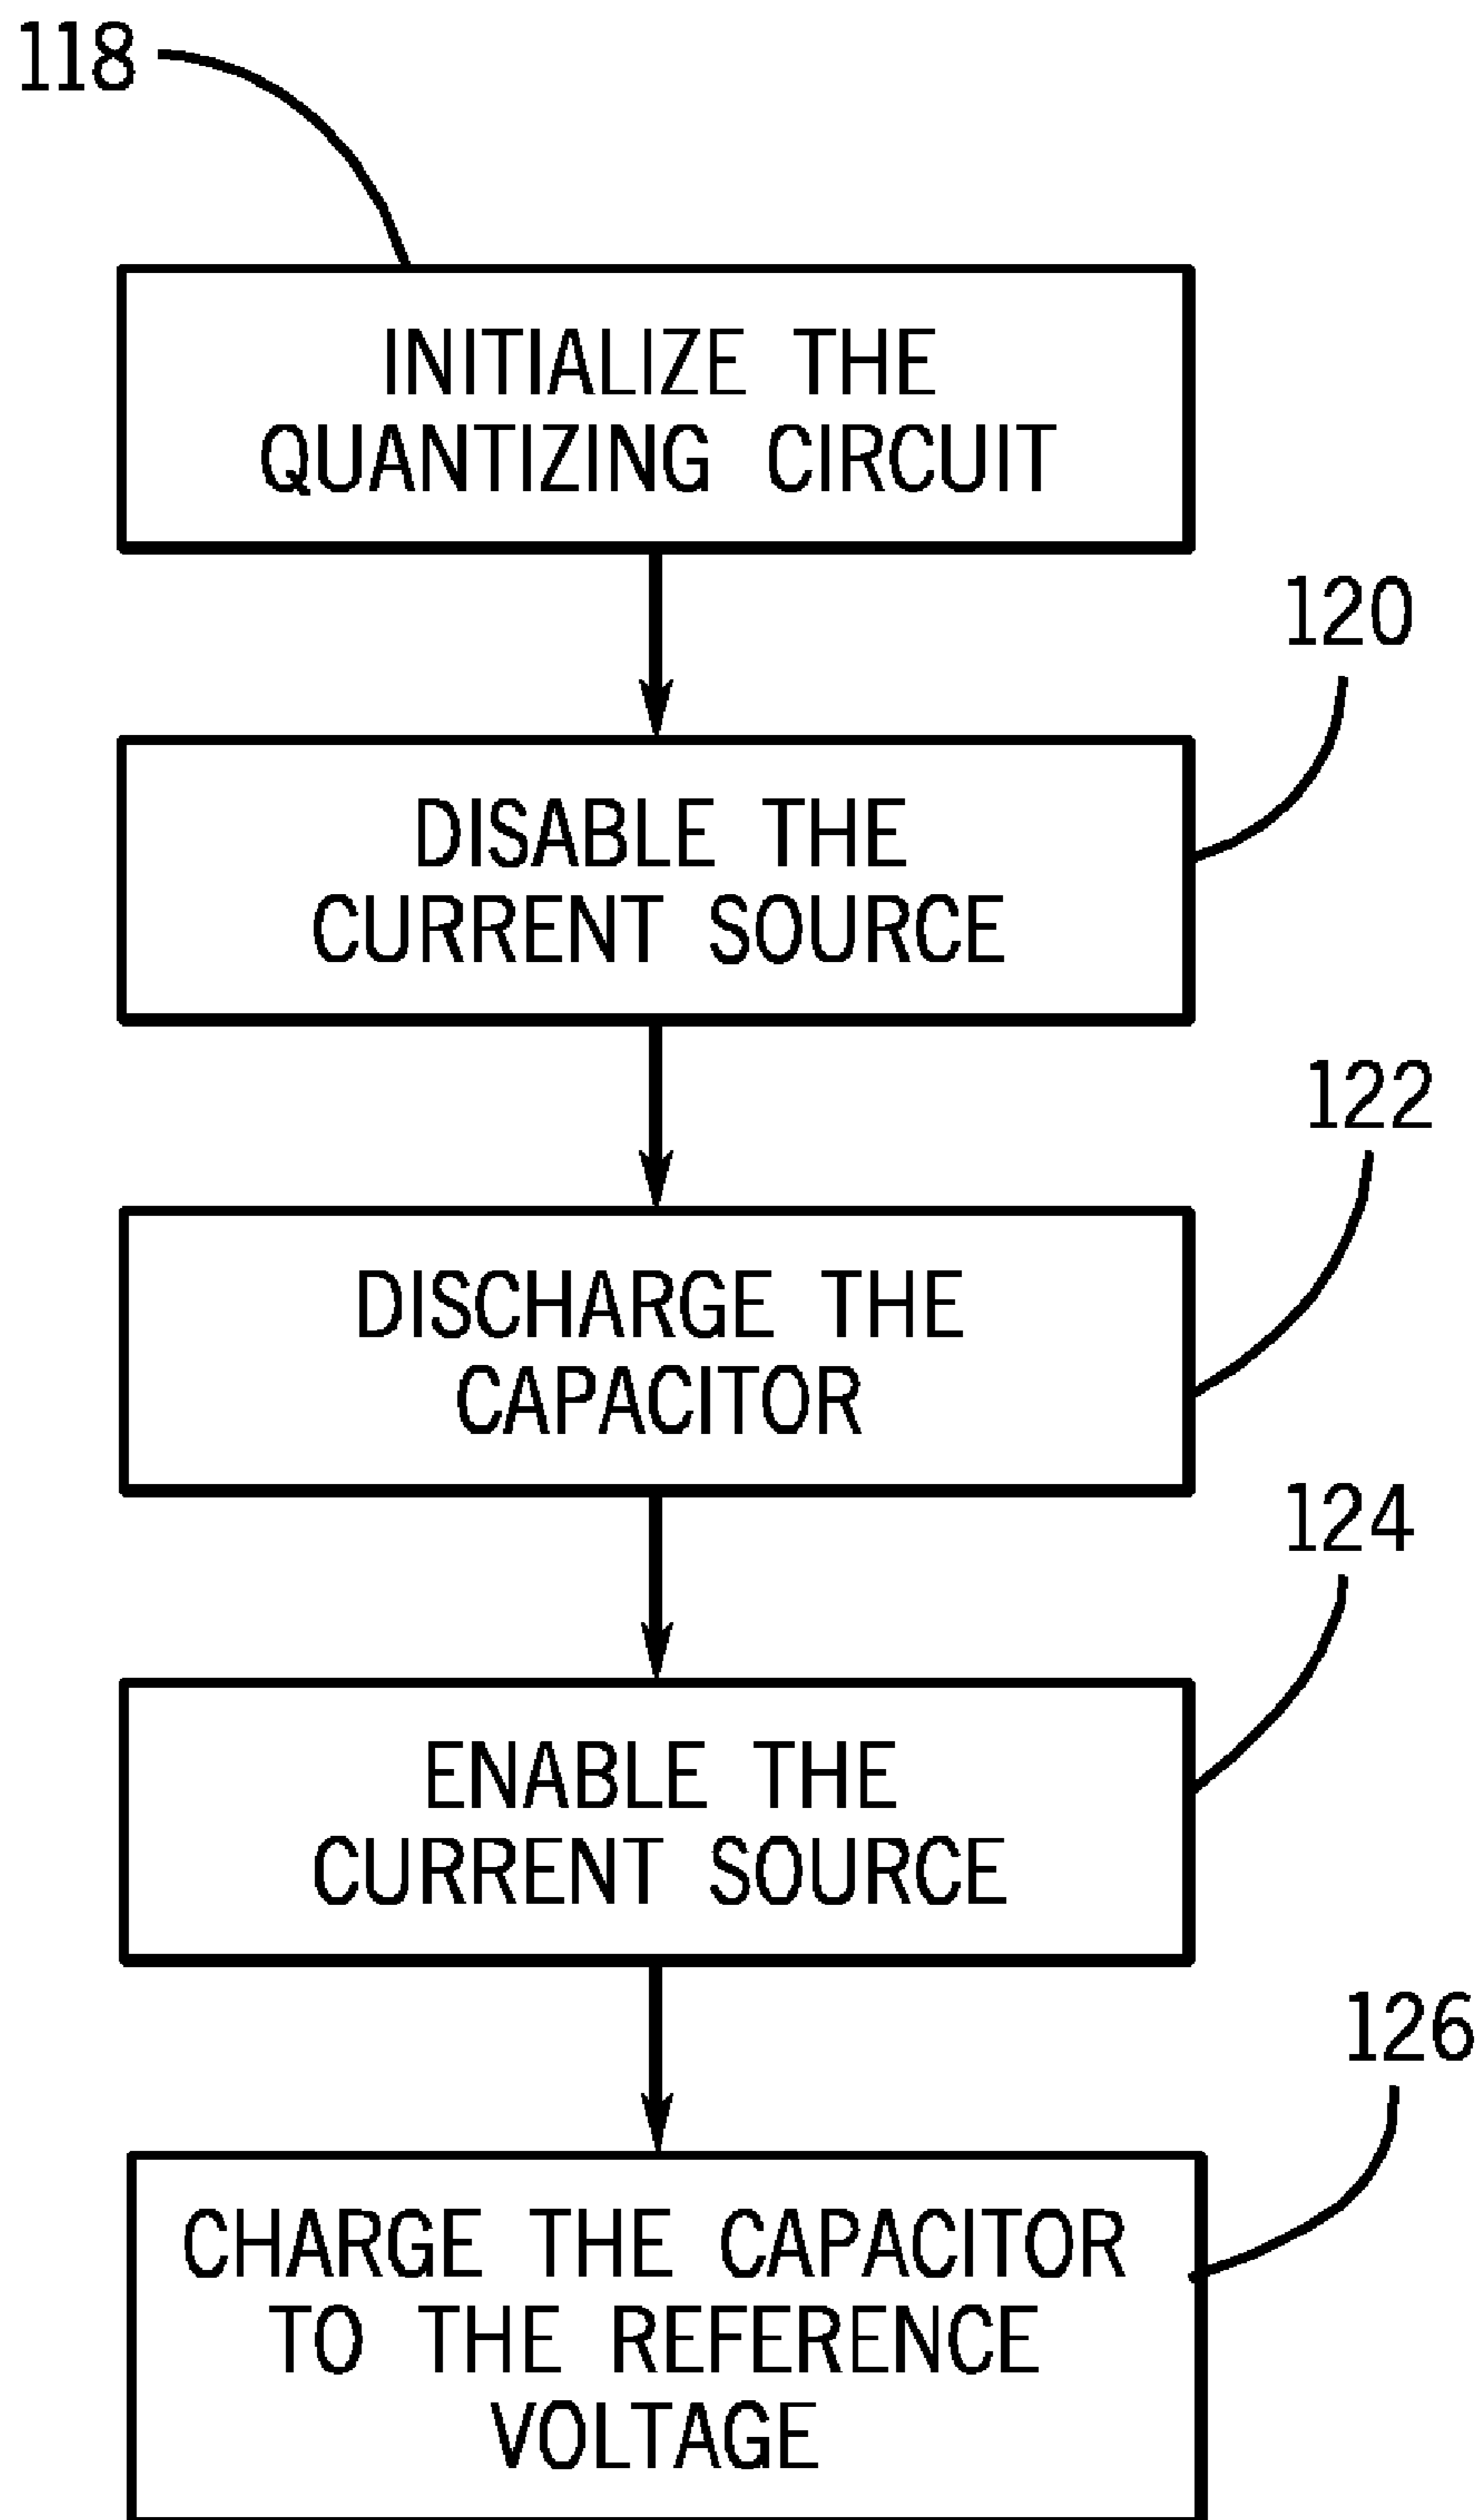 118
INITIALIZE THE
QUANTIZING CIRCUIT
120
DISABLE THE
CURRENT SOURCE
122
DISCHARGE THE
CAPACITOR
124
ENABLE THE
CURRENT SOURCE
126
CHARGE THE CAPACITOR
TO THE REFERENCE
VOLTAGE